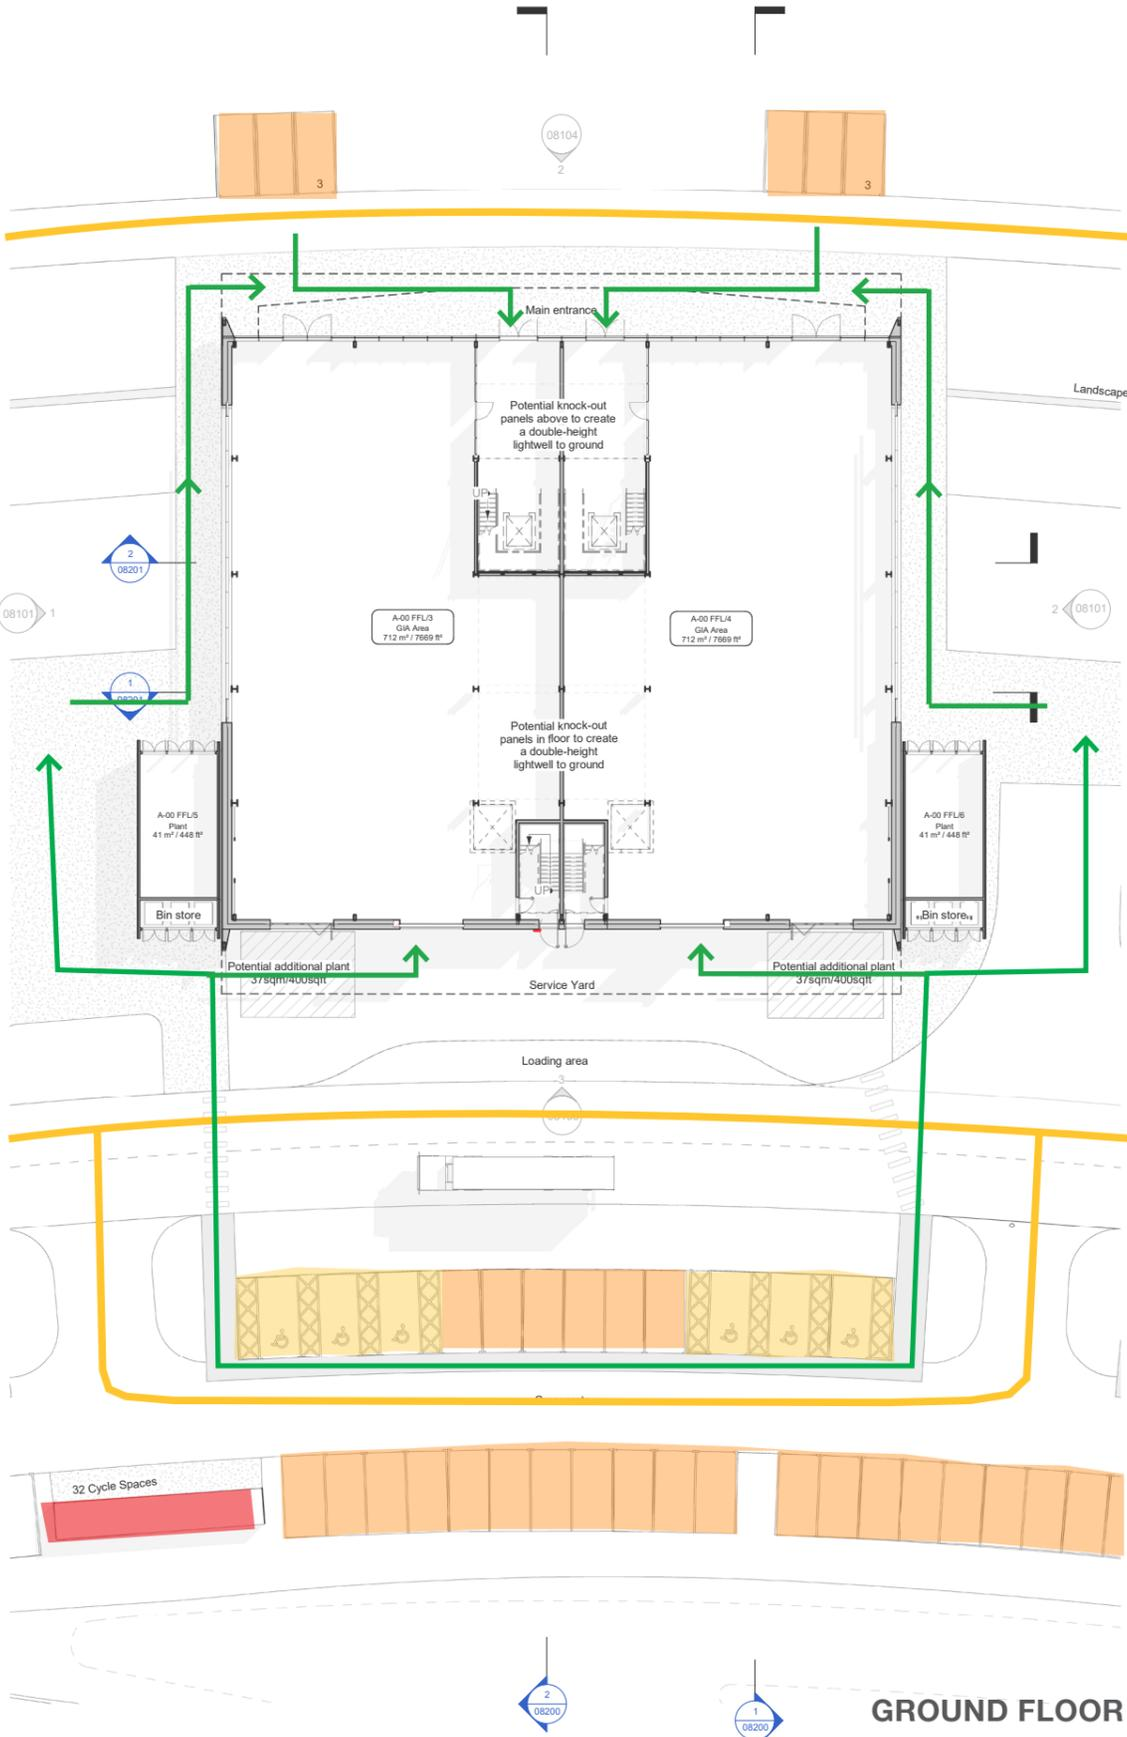 08104
2
3
3
Main entrance
Landscape
Potential knock-out
panels above to create
a double-height
lightwell to ground
UP
2
08201
08101
1
2
08101
A-00 FFL/3
GIA Area
712 m² / 7669 ft²
A-00 FFL/4
GIA Area
712 m² / 7669 ft²
1
08201
Potential knock-out
panels in floor to create
a double-height
lightwell to ground
A-00 FFL/5
Plant
41 m² / 448 ft²
A-00 FFL/6
Plant
41 m² / 448 ft²
UP
Bin store
Bin store
Potential additional plant
37sqm/400sqft
Potential additional plant
37sqm/400sqft
Service Yard
Loading area
3
32 Cycle Spaces
2
08200
1
08200
GROUND FLOOR